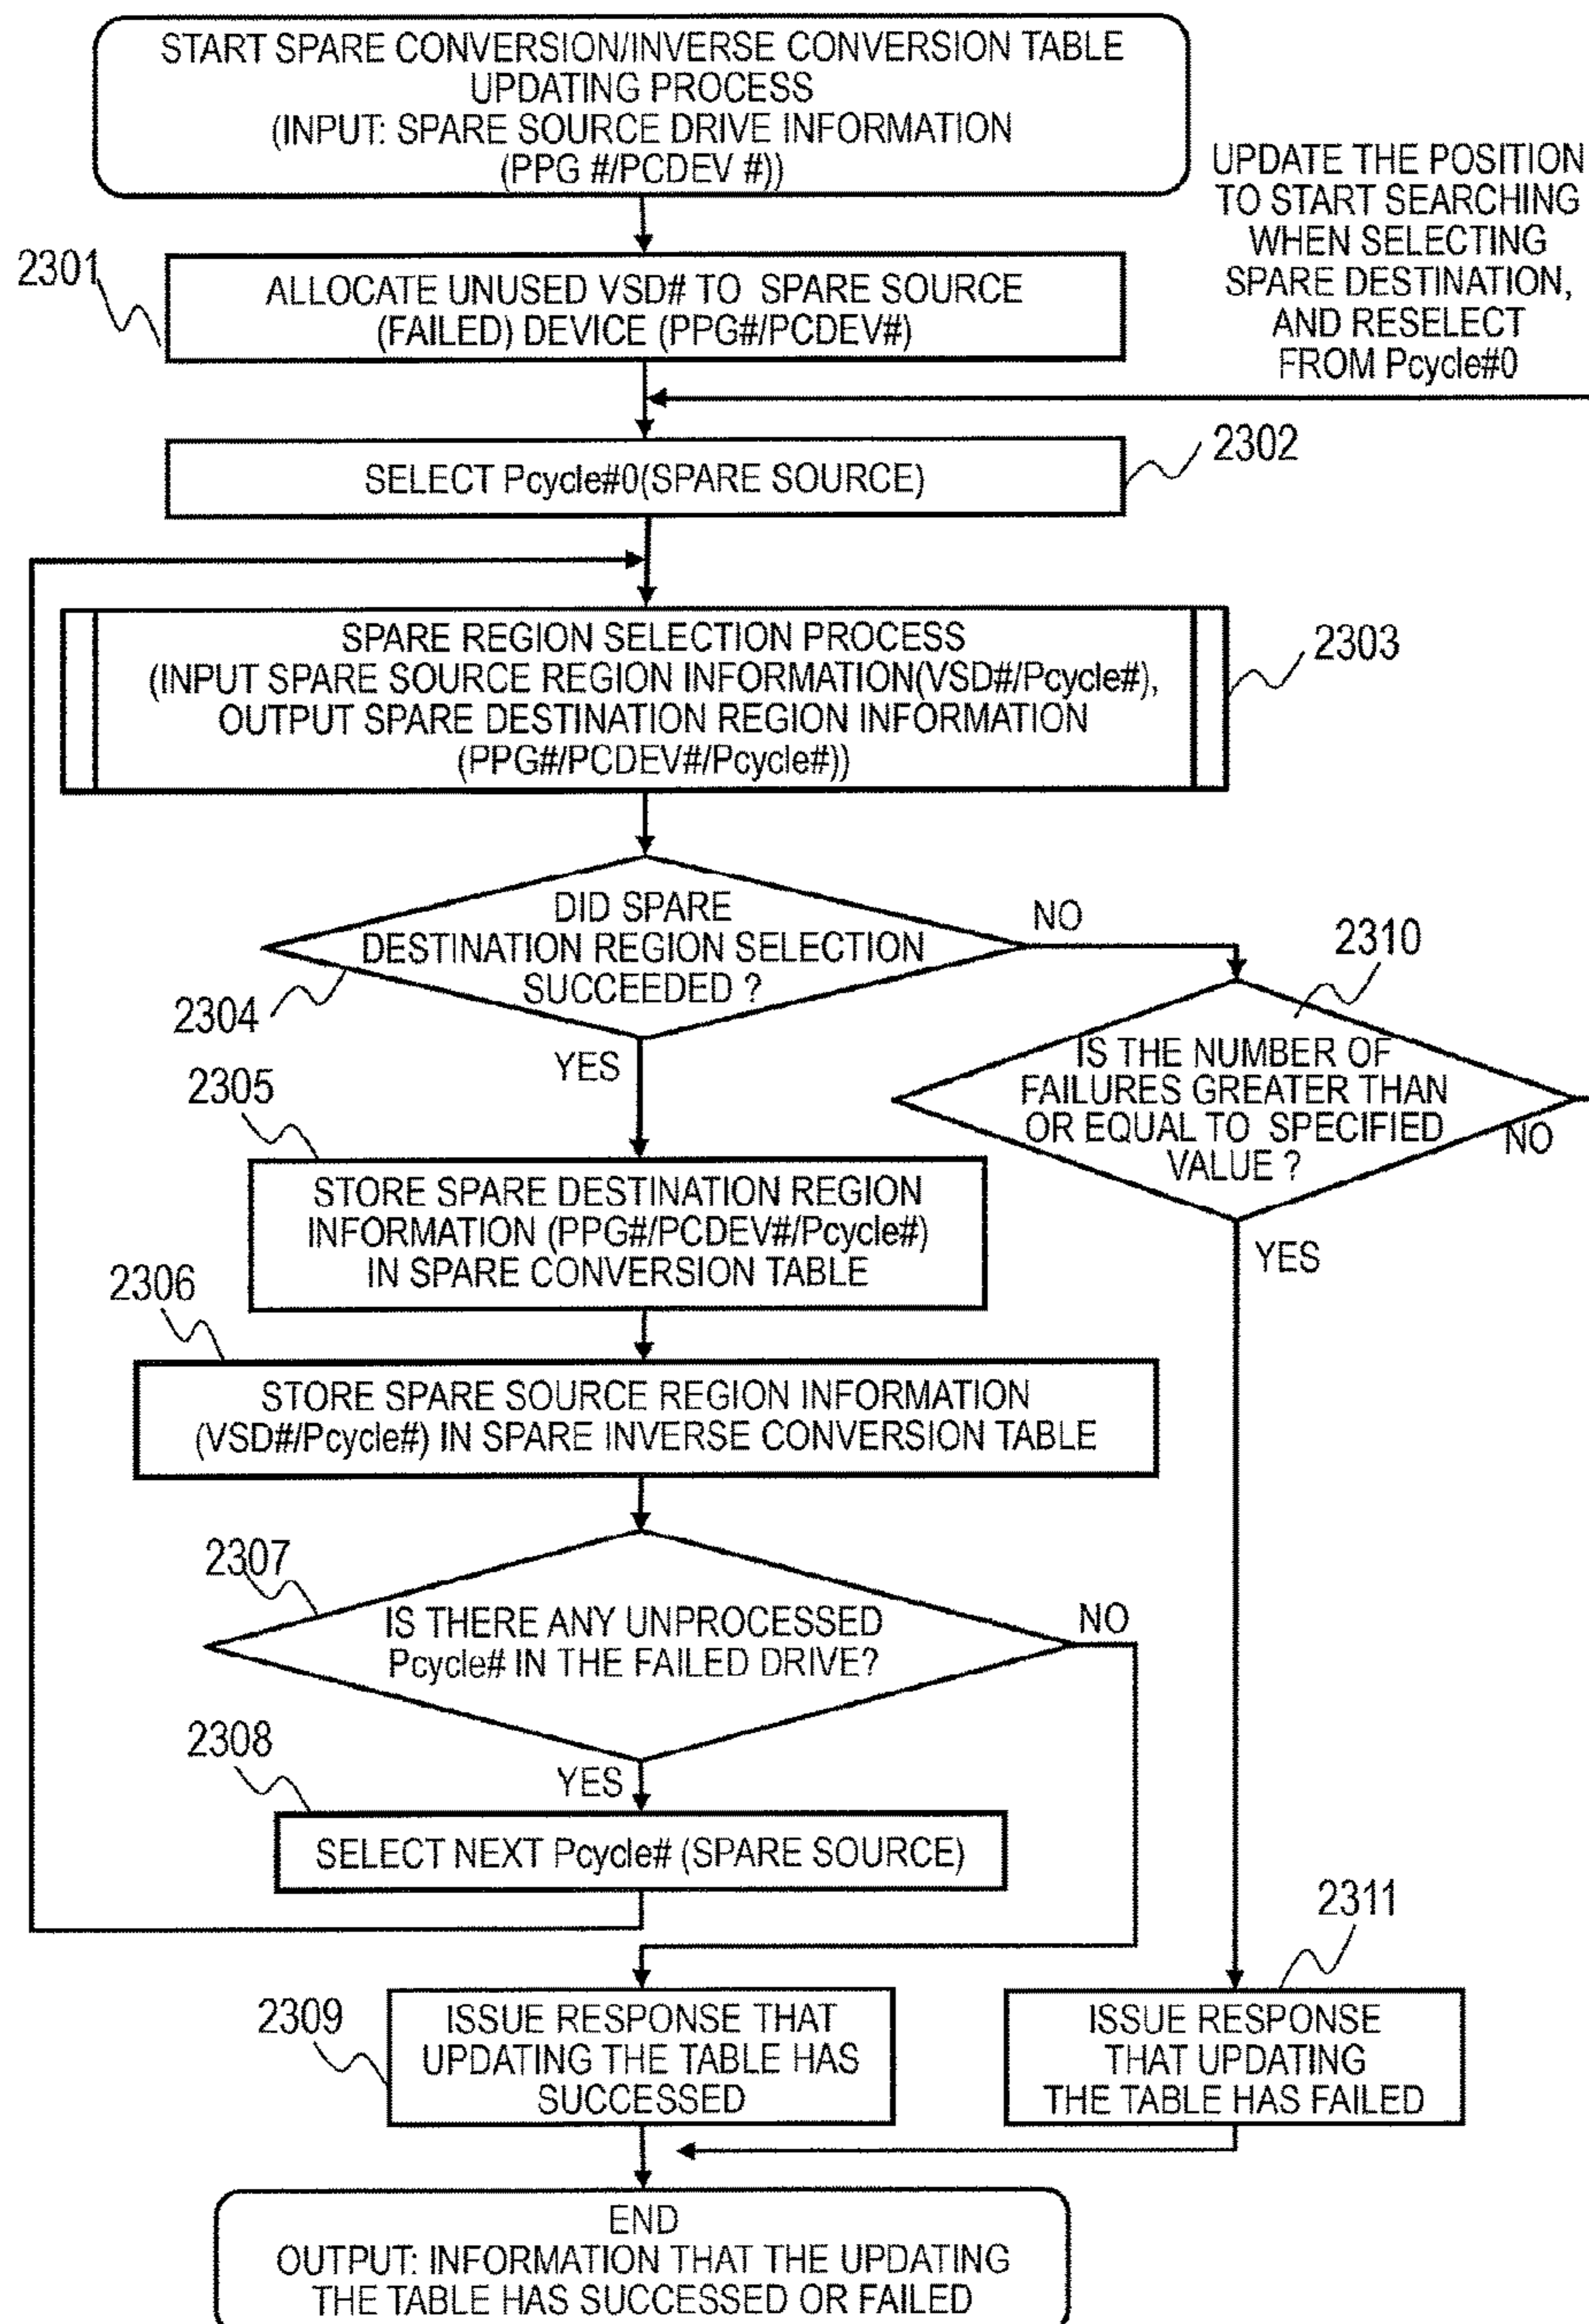 START SPARE CONVERSION/INVERSE CONVERSION TABLE
UPDATING PROCESS
(INPUT: SPARE SOURCE DRIVE INFORMATION
(PPG #/PCDEV #))
UPDATE THE POSITION
TO START SEARCHING
WHEN SELECTING
SPARE DESTINATION,
AND RESELECT
FROM Pcycle#0
2301
ALLOCATE UNUSED VSD# TO SPARE SOURCE
(FAILED) DEVICE (PPG#/PCDEV#)
2302
SELECT Pcycle#0(SPARE SOURCE)
2303
SPARE REGION SELECTION PROCESS
(INPUT SPARE SOURCE REGION INFORMATION(VSD#/Pcycle#),
OUTPUT SPARE DESTINATION REGION INFORMATION
(PPG#/PCDEV#/Pcycle#))
DID SPARE
DESTINATION REGION SELECTION
SUCCEEDED ?
NO
2304
YES
2310
IS THE NUMBER OF
FAILURES GREATER THAN
OR EQUAL TO SPECIFIED
VALUE ?
NO
YES
2305
STORE SPARE DESTINATION REGION
INFORMATION (PPG#/PCDEV#/Pcycle#)
IN SPARE CONVERSION TABLE
2306
STORE SPARE SOURCE REGION INFORMATION
(VSD#/Pcycle#) IN SPARE INVERSE CONVERSION TABLE
2307
IS THERE ANY UNPROCESSED
Pcycle# IN THE FAILED DRIVE?
NO
YES
2308
SELECT NEXT Pcycle# (SPARE SOURCE)
2309
ISSUE RESPONSE THAT
UPDATING THE TABLE HAS
SUCCESSED
2311
ISSUE RESPONSE
THAT UPDATING
THE TABLE HAS FAILED
END
OUTPUT: INFORMATION THAT THE UPDATING
THE TABLE HAS SUCCESSED OR FAILED